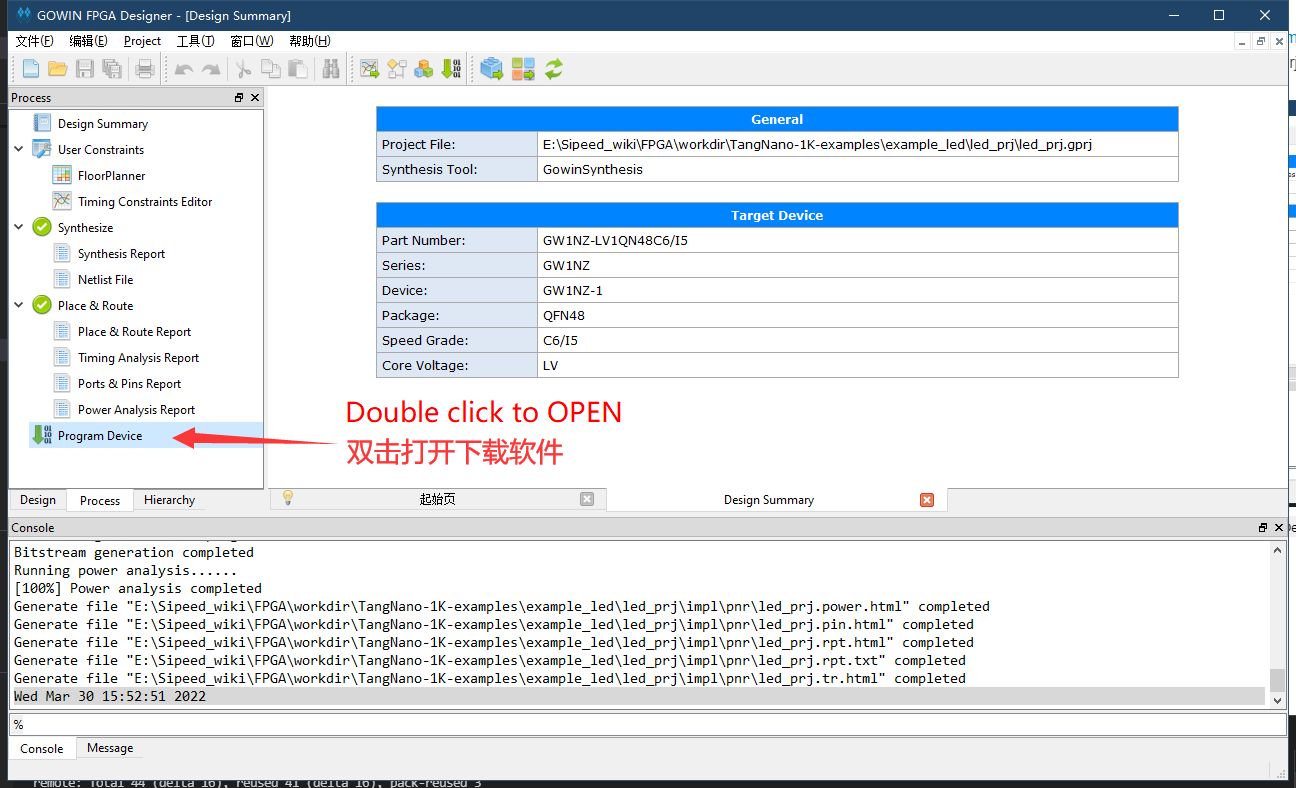 GOWIN FPGA Designer - [Design Summary]
文件(F) 编辑(E) Project 工具(T) 窗口(W) 帮助(H)
Process
Design Summary
User Constraints
FloorPlanner
Timing Constraints Editor
Synthesize
Synthesis Report
Netlist File
Place & Route
Place & Route Report
Timing Analysis Report
Ports & Pins Report
Power Analysis Report
Program Device
General
Project File: E:\Sipeed_wiki\FPGA\workdir\TangNano-1K-examples\example_led\led_prj\led_prj.gprj
Synthesis Tool: GowinSynthesis
Target Device
Part Number: GW1NZ-LV1QN48C6/I5
Series: GW1NZ
Device: GW1NZ-1
Package: QFN48
Speed Grade: C6/I5
Core Voltage: LV
Double click to OPEN
双击打开下载软件
Design Process Hierarchy
起始页 Design Summary
Console
Bitstream generation completed
Running power analysis......
[100%] Power analysis completed
Generate file "E:\Sipeed_wiki\FPGA\workdir\TangNano-1K-examples\example_led\led_prj\impl\pnr\led_prj.power.html" completed
Generate file "E:\Sipeed_wiki\FPGA\workdir\TangNano-1K-examples\example_led\led_prj\impl\pnr\led_prj.pin.html" completed
Generate file "E:\Sipeed_wiki\FPGA\workdir\TangNano-1K-examples\example_led\led_prj\impl\pnr\led_prj.rpt.html" completed
Generate file "E:\Sipeed_wiki\FPGA\workdir\TangNano-1K-examples\example_led\led_prj\impl\pnr\led_prj.rpt.txt" completed
Generate file "E:\Sipeed_wiki\FPGA\workdir\TangNano-1K-examples\example_led\led_prj\impl\pnr\led_prj.tr.html" completed
Wed Mar 30 15:52:51 2022
%
Console Message
remote: Total 44 (delta 16), reused 41 (delta 16), pack-reused 3